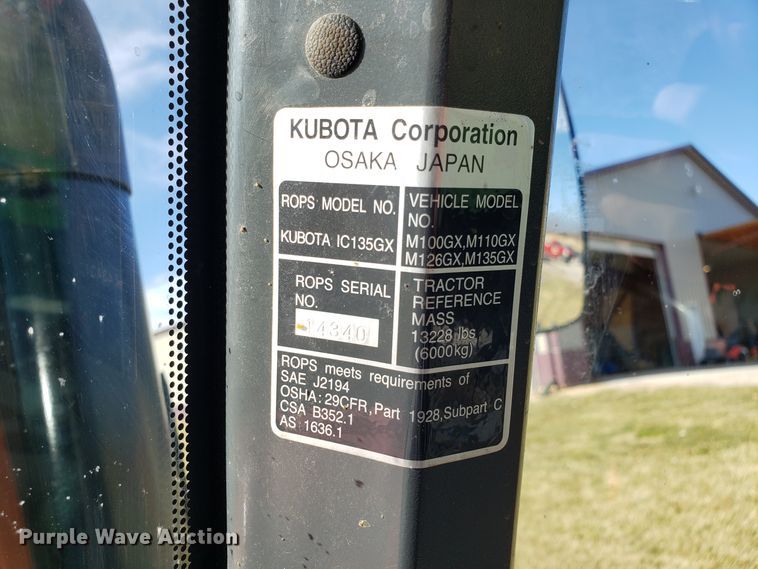 KUBOTA Corporation
OSAKA JAPAN
ROPS MODEL NO.
KUBOTA IC135GX
VEHICLE MODEL
NO.
M100GX,M110GX
M126GX,M135GX
ROPS SERIAL
NO.
14340
TRACTOR
REFERENCE
MASS
13228 lbs
(6000kg)
ROPS meets requirements of
SAE J2194
OSHA:29CFR,Part 1928,Subpart C
CSA B352.1
AS 1636.1
Purple Wave Auction